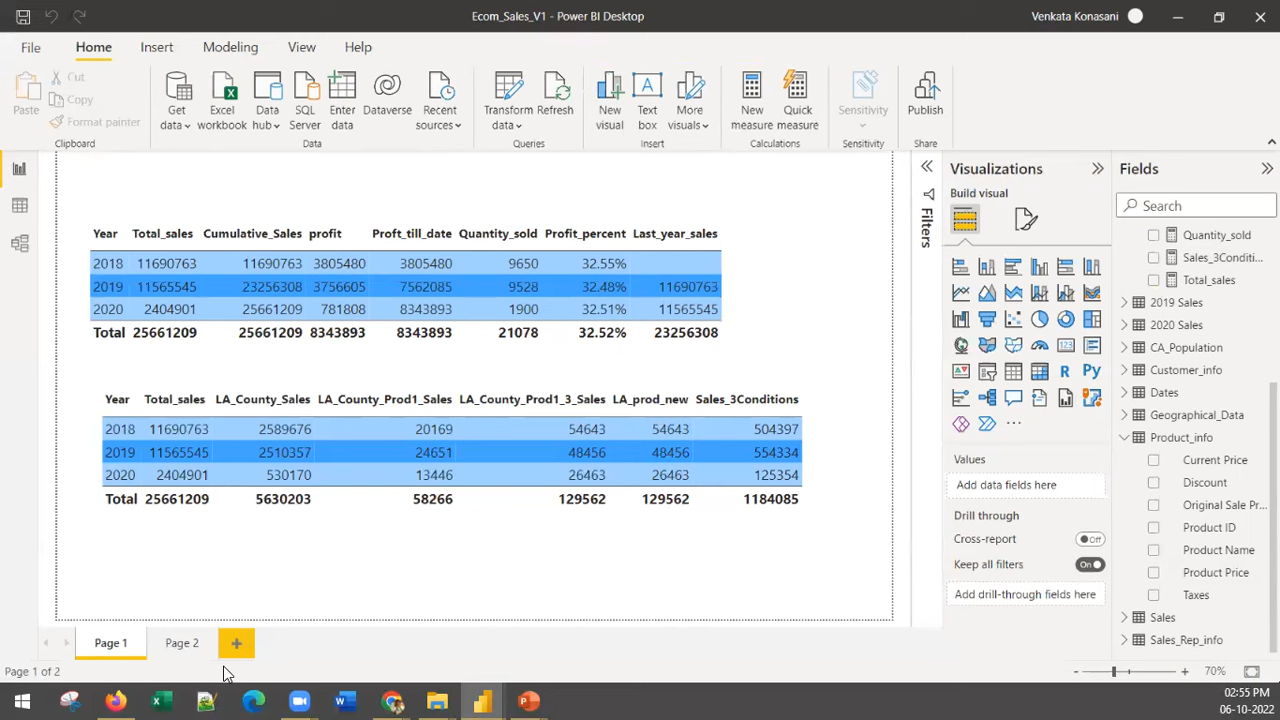 Ecom_Sales_V1 - Power BI Desktop
Venkata Konasani
File Home Insert Modeling View Help
Paste
Cut
Copy
Format painter
Get data
Excel workbook
Data hub
SQL Server
Enter data
Dataverse
Recent sources
Transform data
Refresh
New visual
Text box
More visuals
New measure
Quick measure
Sensitivity
Publish
Clipboard Data Queries Insert Calculations Sensitivity Share
Year Total_sales Cumulative_Sales profit Proft_till_date Quantity_sold Profit_percent Last_year_sales
2018 11690763 11690763 3805480 3805480 9650 32.55%
2019 11565545 23256308 3756605 7562085 9528 32.48% 11690763
2020 2404901 25661209 781808 8343893 1900 32.51% 11565545
Total 25661209 25661209 8343893 8343893 21078 32.52% 23256308
Year Total_sales LA_County_Sales LA_County_Prod1_Sales LA_County_Prod1_3_Sales LA_prod_new Sales_3Conditions
2018 11690763 2589676 20169 54643 54643 504397
2019 11565545 2510357 24651 48456 48456 554334
2020 2404901 530170 13446 26463 26463 125354
Total 25661209 5630203 58266 129562 129562 1184085
Filters
Visualizations
Build visual
R Py
123
Values
Add data fields here
Drill through
Cross-report Off
Keep all filters On
Add drill-through fields here
Fields
Search
Quantity_sold
Sales_3Conditi...
Total_sales
2019 Sales
2020 Sales
CA_Population
Customer_info
Dates
Geographical_Data
Product_info
Current Price
Discount
Original Sale Pr...
Product ID
Product Name
Product Price
Taxes
Sales
Sales_Rep_info
Page 1 Page 2 +
Page 1 of 2
- + 70%
02:55 PM
06-10-2022